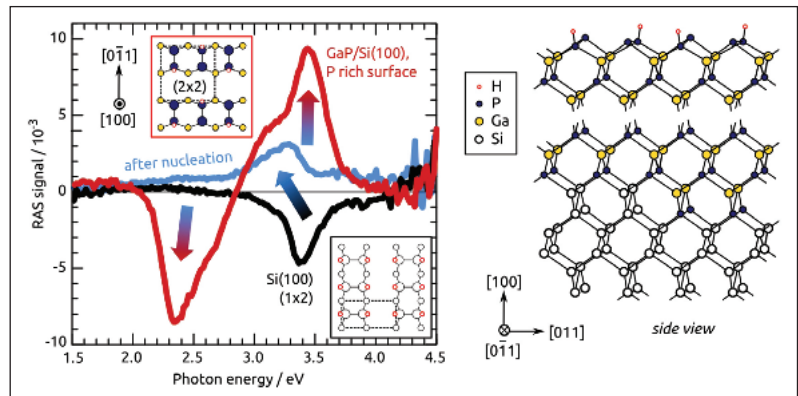 GaP/Si(100),
P rich surface
[01̄1]
[100]
(2x2)
after nucleation
Si(100)
(1x2)
RAS signal / 10⁻³
10
5
0
-5
-10
1.5
2.0
2.5
3.0
3.5
4.0
4.5
Photon energy / eV
H
P
Ga
Si
[100]
[011]
[01̄1]
side view